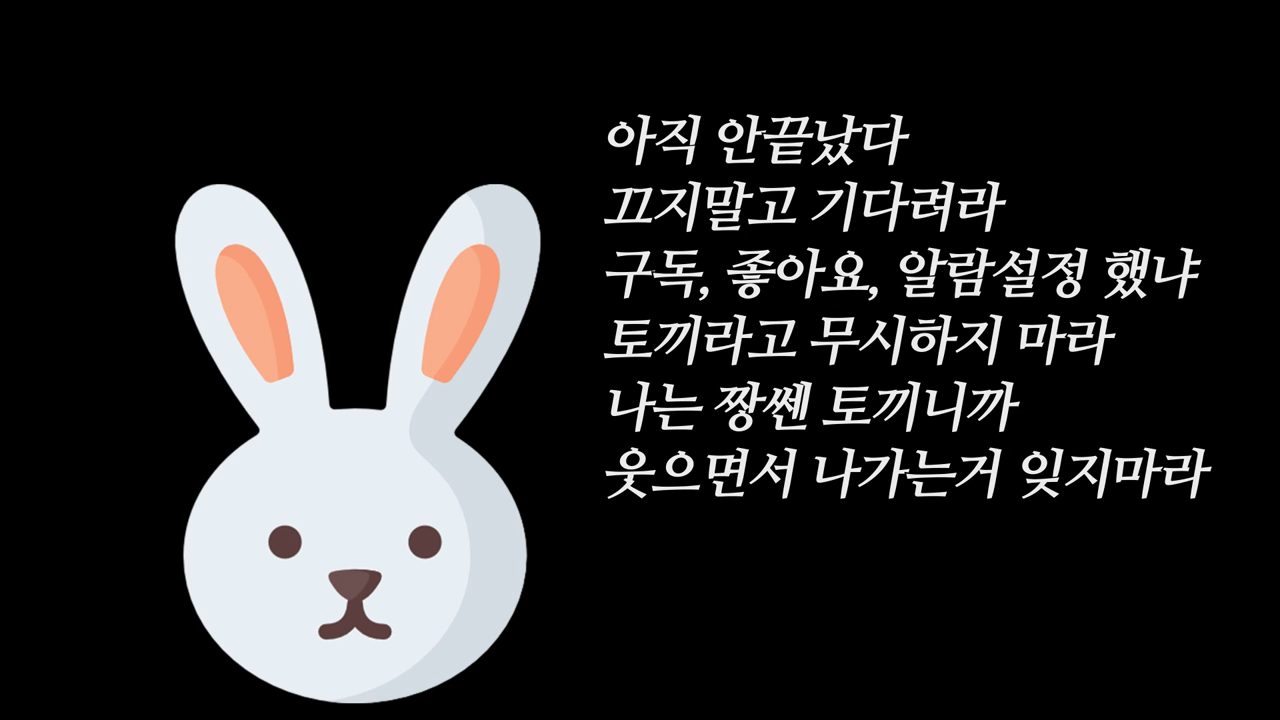 아직 안끝났다
끄지말고 기다려라
구독, 좋아요, 알람설정 했냐
토끼라고 무시하지 마라
나는 짱쎈 토끼니까
웃으면서 나가는거 잊지마라